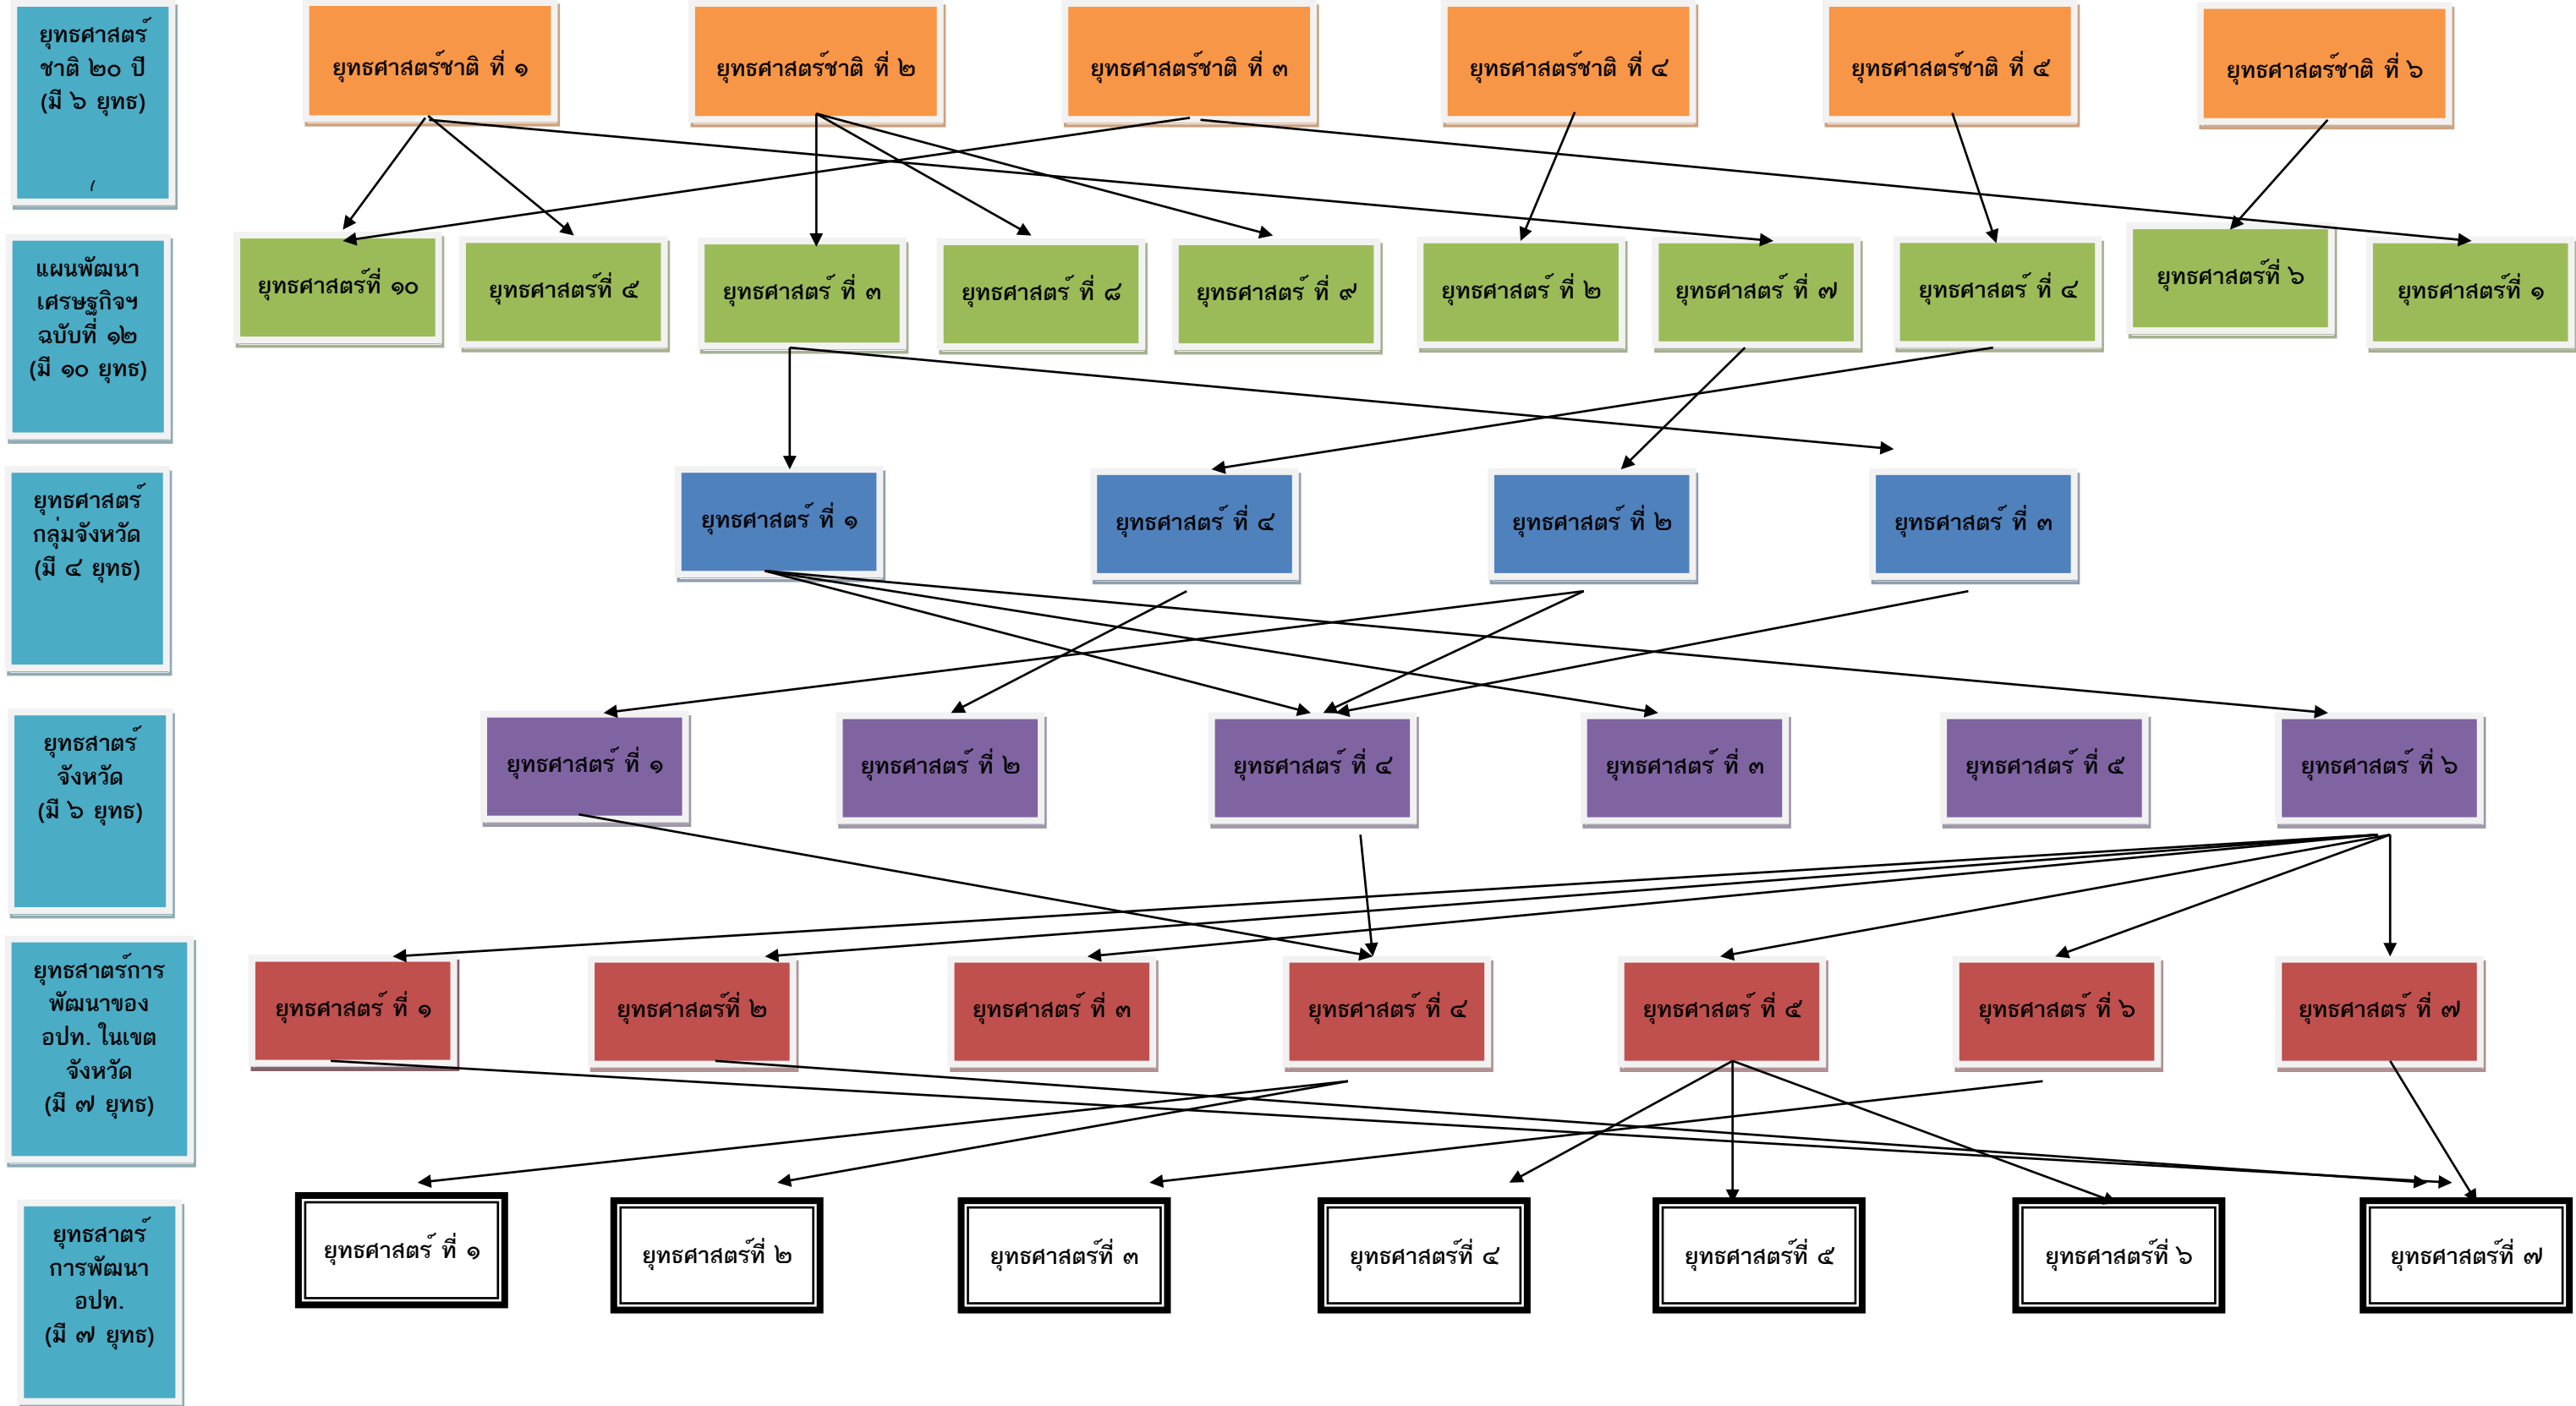 ยุทธศาสตร์
ชาติ ๒๐ ปี
(มี ๖ ยุทธ)
(
ยุทธศาสตร์ชาติ ที่ ๑
ยุทธศาสตร์ชาติ ที่ ๒
ยุทธศาสตร์ชาติ ที่ ๓
ยุทธศาสตร์ชาติ ที่ ๔
ยุทธศาสตร์ชาติ ที่ ๕
ยุทธศาสตร์ชาติ ที่ ๖
แผนพัฒนา
เศรษฐกิจฯ
ฉบับที่ ๑๒
(มี ๑๐ ยุทธ)
ยุทธศาสตร์ที่ ๑๐
ยุทธศาสตร์ที่ ๕
ยุทธศาสตร์ ที่ ๓
ยุทธศาสตร์ ที่ ๘
ยุทธศาสตร์ ที่ ๙
ยุทธศาสตร์ ที่ ๒
ยุทธศาสตร์ ที่ ๗
ยุทธศาสตร์ ที่ ๔
ยุทธศาสตร์ที่ ๖
ยุทธศาสตร์ที่ ๑
ยุทธศาสตร์
กลุ่มจังหวัด
(มี ๔ ยุทธ)
ยุทธศาสตร์ ที่ ๑
ยุทธศาสตร์ ที่ ๔
ยุทธศาสตร์ ที่ ๒
ยุทธศาสตร์ ที่ ๓
ยุทธสาตร์
จังหวัด
(มี ๖ ยุทธ)
ยุทธศาสตร์ ที่ ๑
ยุทธศาสตร์ ที่ ๒
ยุทธศาสตร์ ที่ ๔
ยุทธศาสตร์ ที่ ๓
ยุทธศาสตร์ ที่ ๕
ยุทธศาสตร์ ที่ ๖
ยุทธสาตร์การ
พัฒนาของ
อปท. ในเขต
จังหวัด
(มี ๗ ยุทธ)
ยุทธศาสตร์ ที่ ๑
ยุทธศาสตร์ที่ ๒
ยุทธศาสตร์ ที่ ๓
ยุทธศาสตร์ ที่ ๔
ยุทธศาสตร์ ที่ ๕
ยุทธศาสตร์ ที่ ๖
ยุทธศาสตร์ ที่ ๗
ยุทธสาตร์
การพัฒนา
อปท.
(มี ๗ ยุทธ)
ยุทธศาสตร์ ที่ ๑
ยุทธศาสตร์ที่ ๒
ยุทธศาสตร์ที่ ๓
ยุทธศาสตร์ที่ ๔
ยุทธศาสตร์ที่ ๕
ยุทธศาสตร์ที่ ๖
ยุทธศาสตร์ที่ ๗